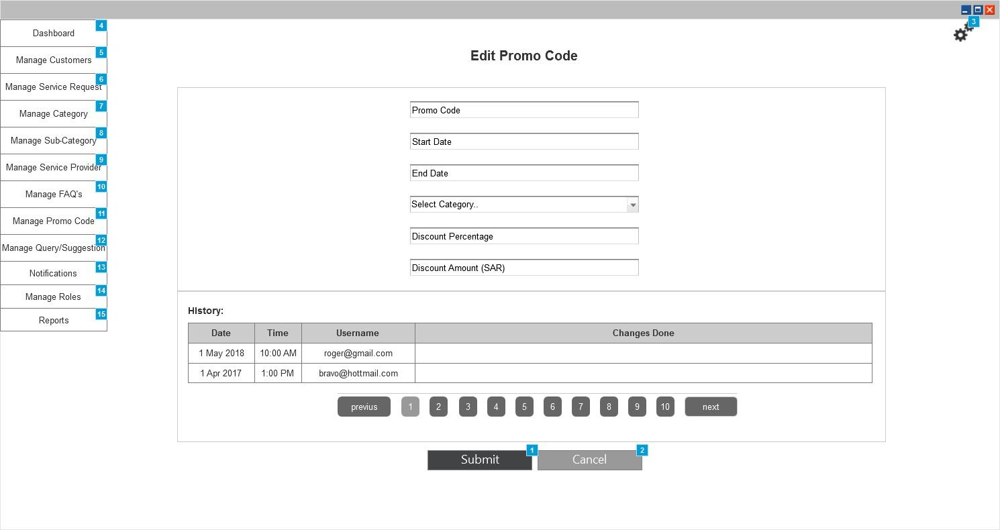 3
Dashboard 4
Manage Customers 5
Manage Service Request 6
Manage Category 7
Manage Sub-Category 8
Manage Service Provider 9
Manage FAQ's 10
Manage Promo Code 11
Manage Query/Suggestion 12
Notifications 13
Manage Roles 14
Reports 15
Edit Promo Code
Promo Code
Start Date
End Date
Select Category..
Discount Percentage
Discount Amount (SAR)
History:
Date Time Username Changes Done
1 May 2018 10:00 AM roger@gmail.com
1 Apr 2017 1:00 PM bravo@hottmail.com
previus 1 2 3 4 5 6 7 8 9 10 next
Submit 1 Cancel 2